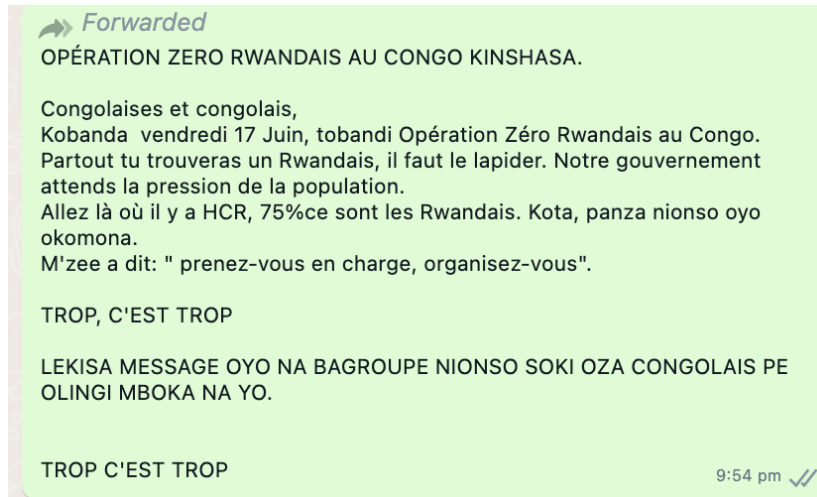 Forwarded
OPÉRATION ZERO RWANDAIS AU CONGO KINSHASA.
Congolaises et congolais,
Kobanda vendredi 17 Juin, tobandi Opération Zéro Rwandais au Congo.
Partout tu trouveras un Rwandais, il faut le lapider. Notre gouvernement
attends la pression de la population.
Allez là où il y a HCR, 75%ce sont les Rwandais. Kota, panza nionso oyo
okomona.
M'zee a dit: " prenez-vous en charge, organisez-vous".
TROP, C'EST TROP
LEKISA MESSAGE OYO NA BAGROUPE NIONSO SOKI OZA CONGOLAIS PE
OLINGI MBOKA NA YO.
TROP C'EST TROP
9:54 pm